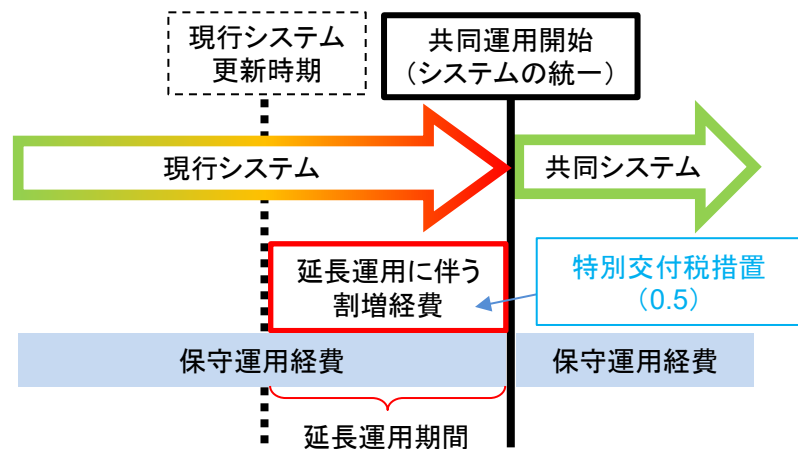 現行システム
更新時期
共同運用開始
（システムの統一）
現行システム
共同システム
延長運用に伴う
割増経費
特別交付税措置
（0.5）
保守運用経費
保守運用経費
延長運用期間